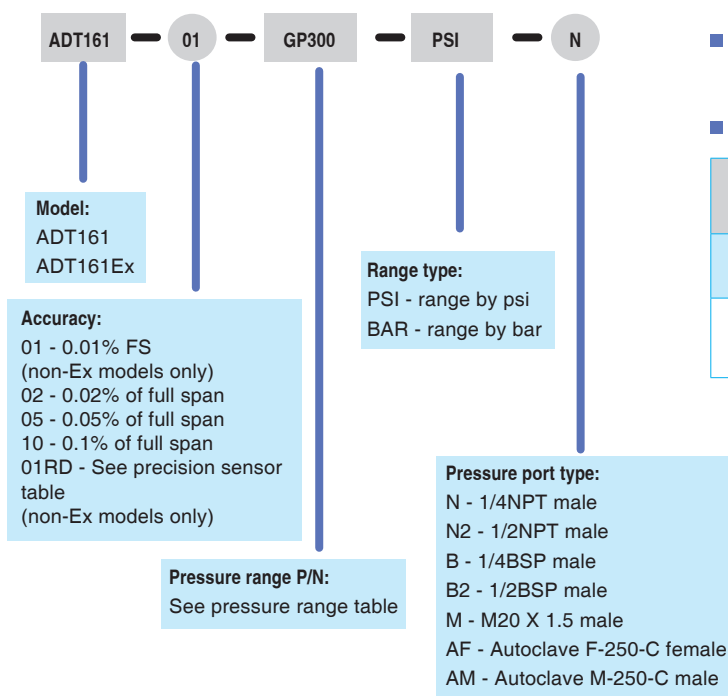 ADT161 — 01 — GP300 — PSI — N
Model:
ADT161
ADT161Ex
Accuracy:
01 - 0.01% FS
(non-Ex models only)
02 - 0.02% of full span
05 - 0.05% of full span
10 - 0.1% of full span
01RD - See precision sensor
table
(non-Ex models only)
Pressure range P/N:
See pressure range table
Range type:
PSI - range by psi
BAR - range by bar
Pressure port type:
N - 1/4NPT male
N2 - 1/2NPT male
B - 1/4BSP male
B2 - 1/2BSP male
M - M20 X 1.5 male
AF - Autoclave F-250-C female
AM - Autoclave M-250-C male